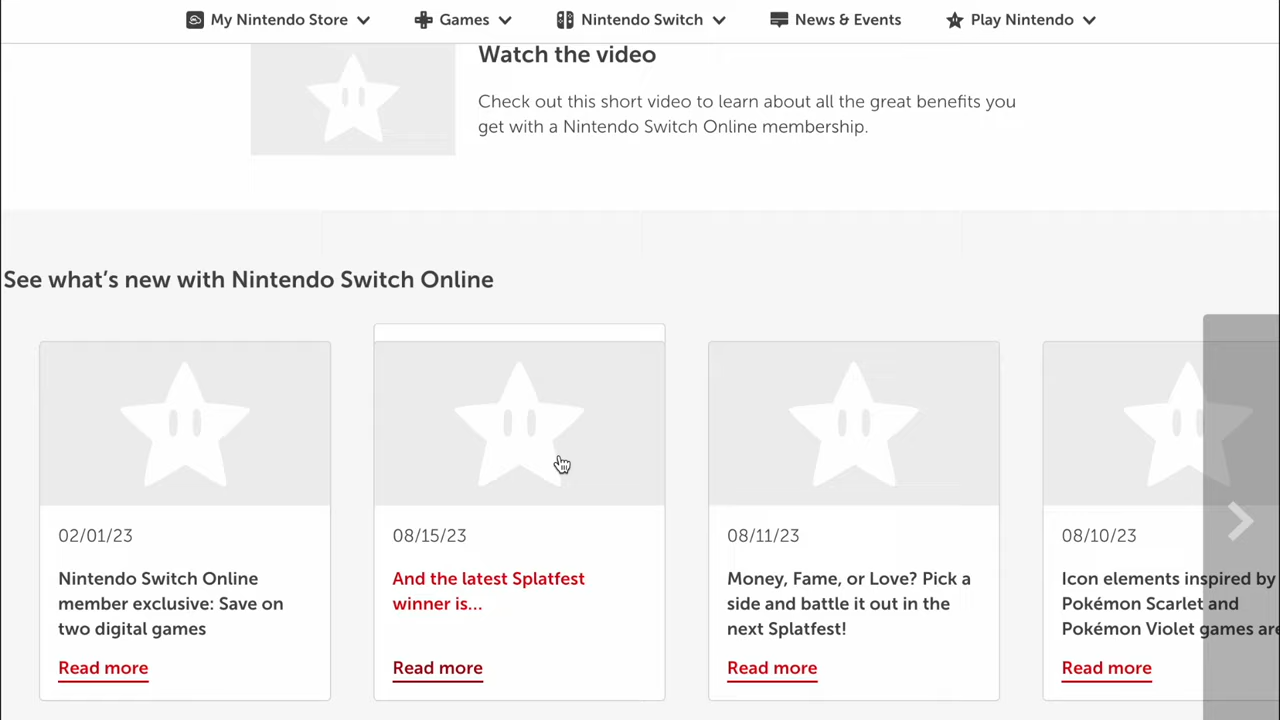 My Nintendo Store Games Nintendo Switch News & Events Play Nintendo
Watch the video
Check out this short video to learn about all the great benefits you
get with a Nintendo Switch Online membership.
See what's new with Nintendo Switch Online
02/01/23
Nintendo Switch Online
member exclusive: Save on
two digital games
Read more
08/15/23
And the latest Splatfest
winner is...
Read more
08/11/23
Money, Fame, or Love? Pick a
side and battle it out in the
next Splatfest!
Read more
08/10/23
Icon elements inspired by
Pokémon Scarlet and
Pokémon Violet games are
Read more